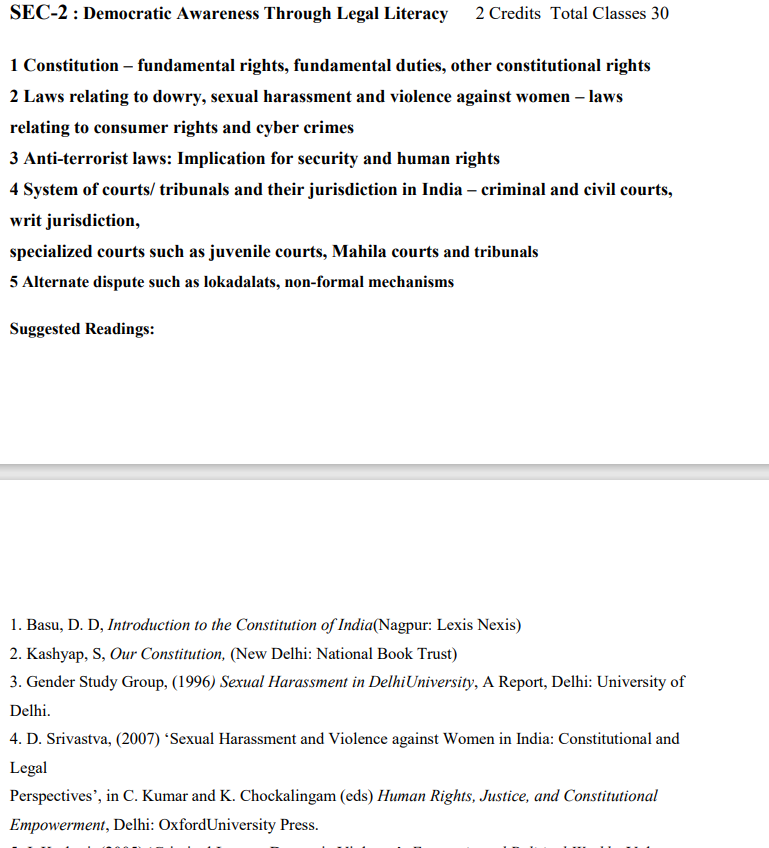 SEC-2 : Democratic Awareness Through Legal Literacy 2 Credits Total Classes 30
1 Constitution – fundamental rights, fundamental duties, other constitutional rights
2 Laws relating to dowry, sexual harassment and violence against women – laws
relating to consumer rights and cyber crimes
3 Anti-terrorist laws: Implication for security and human rights
4 System of courts/ tribunals and their jurisdiction in India – criminal and civil courts,
writ jurisdiction,
specialized courts such as juvenile courts, Mahila courts and tribunals
5 Alternate dispute such as lokadalats, non-formal mechanisms
Suggested Readings:
1. Basu, D. D, Introduction to the Constitution of India(Nagpur: Lexis Nexis)
2. Kashyap, S, Our Constitution, (New Delhi: National Book Trust)
3. Gender Study Group, (1996) Sexual Harassment in DelhiUniversity, A Report, Delhi: University of
Delhi.
4. D. Srivastva, (2007) ‘Sexual Harassment and Violence against Women in India: Constitutional and
Legal
Perspectives’, in C. Kumar and K. Chockalingam (eds) Human Rights, Justice, and Constitutional
Empowerment, Delhi: OxfordUniversity Press.